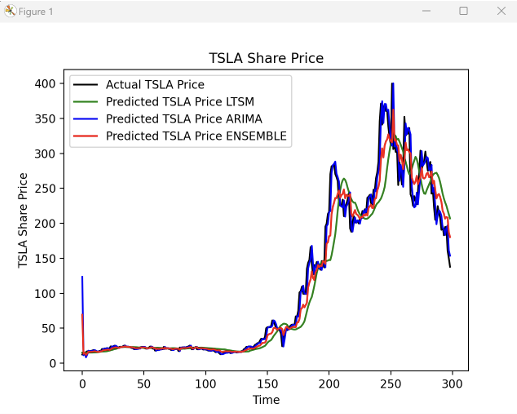 Figure 1
TSLA Share Price
Actual TSLA Price
Predicted TSLA Price LTSM
Predicted TSLA Price ARIMA
Predicted TSLA Price ENSEMBLE
TSLA Share Price
400
350
300
250
200
150
100
50
0
0 50 100 150 200 250 300
Time